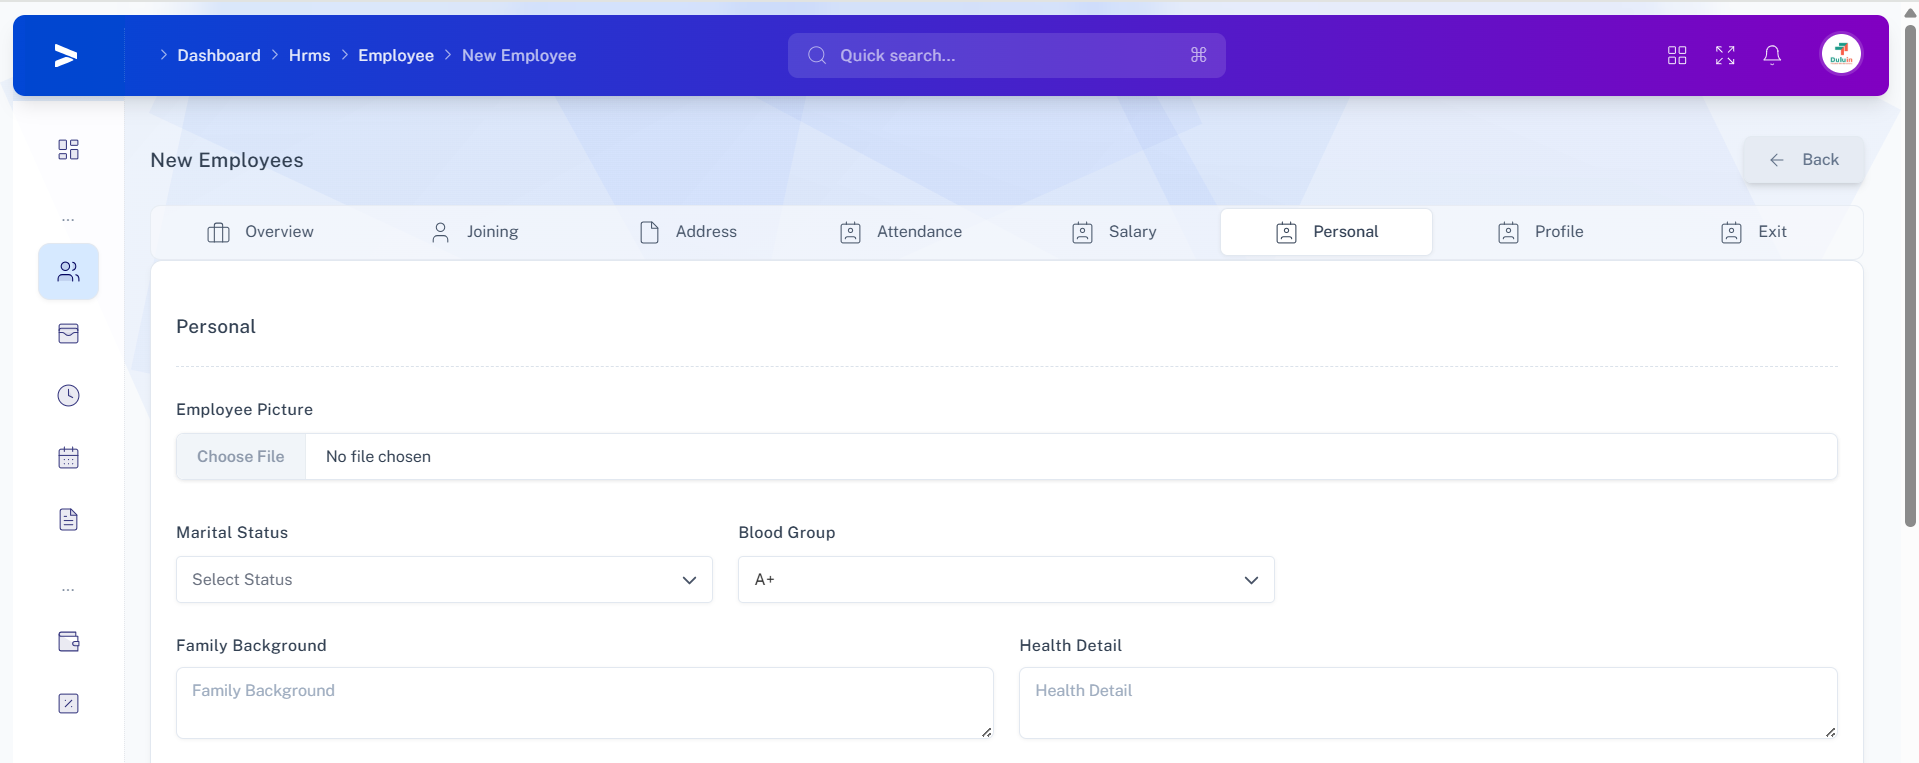 Dashboard Hrms Employee New Employee
Quick search...
⌘
Duluin
New Employees
Back
...
Overview Joining Address Attendance Salary Personal Profile Exit
Personal
Employee Picture
Choose File No file chosen
Marital Status Blood Group
Select Status A+
...
Family Background Health Detail
Family Background Health Detail